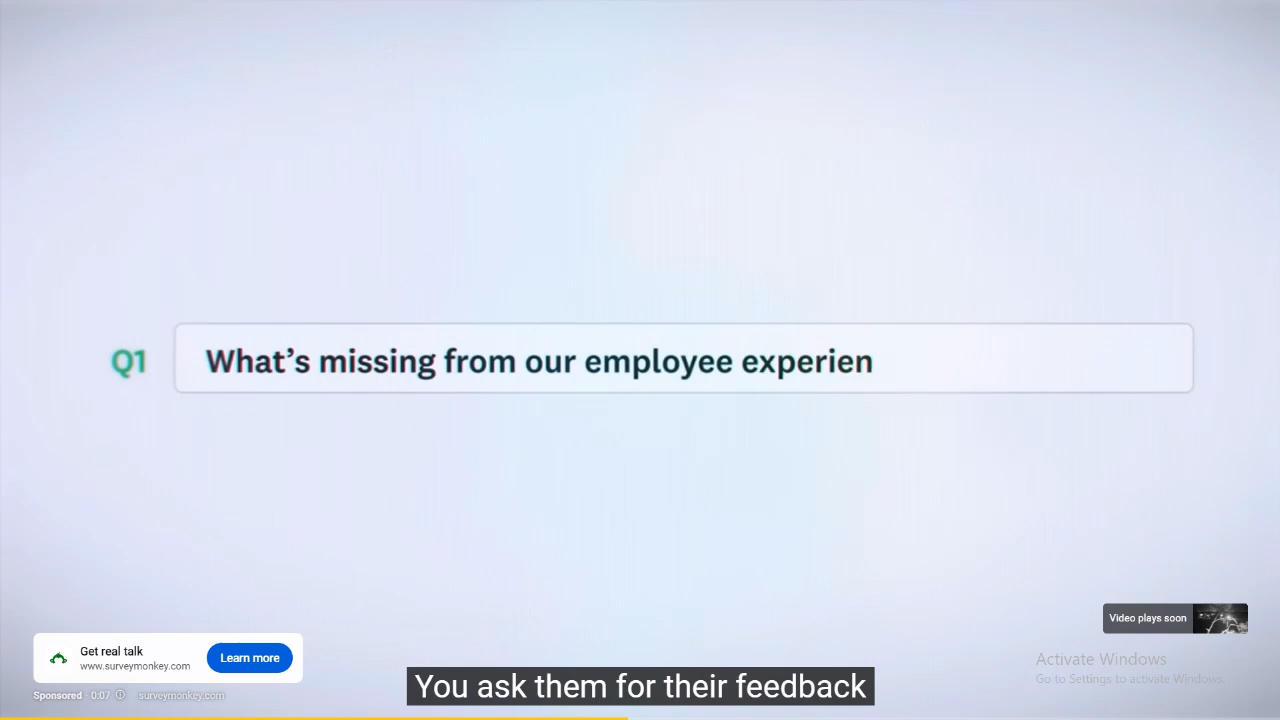 Q1 What’s missing from our employee experien
Video plays soon
Get real talk
www.surveymonkey.com
Learn more
Sponsored · 0:07 surveymonkey.com
You ask them for their feedback
Activate Windows
Go to Settings to activate Windows.